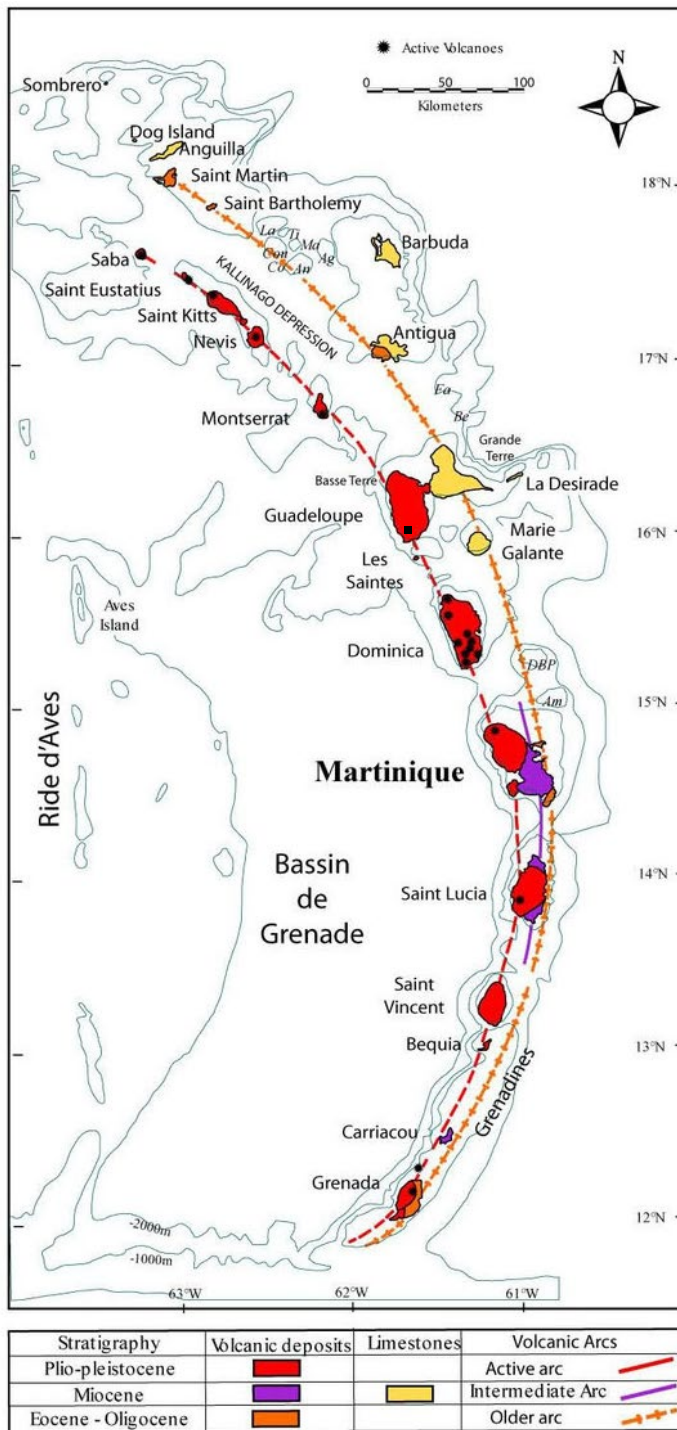 Active Volcanoes
N
0 50 100
Kilometers
Sombrero
Dog Island
Anguilla
Saint Martin
18°N
Saint Bartholemy
La
Ti
Ma
Ag
Con
Co
An
Barbuda
Saba
Saint Eustatius
Saint Kitts
KALLINAGO DEPRESSION
Nevis
Antigua
17°N
Ea
Be
Montserrat
Grande
Terre
Basse Terre
La Desirade
Guadeloupe
Marie
Galante
16°N
Les
Saintes
Aves
Island
Dominica
DBP
15°N
Am
Martinique
Ride d'Aves
Bassin
de
Grenade
Saint Lucia
14°N
Saint
Vincent
Bequia
13°N
Grenadines
Carriacou
Grenada
12°N
-2000m
-1000m
63°W
62°W
61°W
Stratigraphy Volcanic deposits Limestones Volcanic Arcs
Plio-pleistocene Active arc
Miocene Intermediate Arc
Eocene - Oligocene Older arc